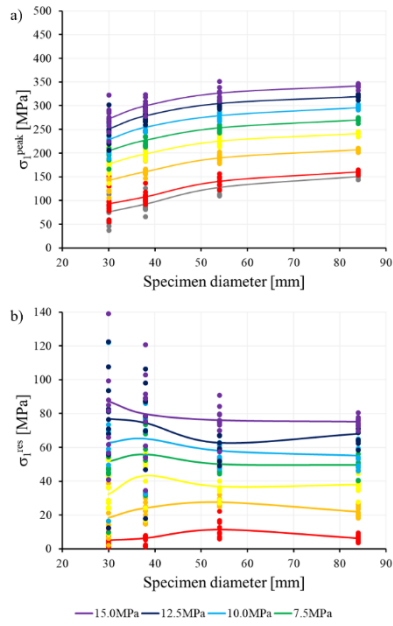 a)
500
450
400
350
300
250
200
150
100
50
0
σ₁ᵖᵉᵃᵏ [MPa]
20 30 40 50 60 70 80 90
Specimen diameter [mm]
b)
140
120
100
80
60
40
20
0
σ₁ʳᵉˢ [MPa]
20 30 40 50 60 70 80 90
Specimen diameter [mm]
15.0MPa 12.5MPa 10.0MPa 7.5MPa